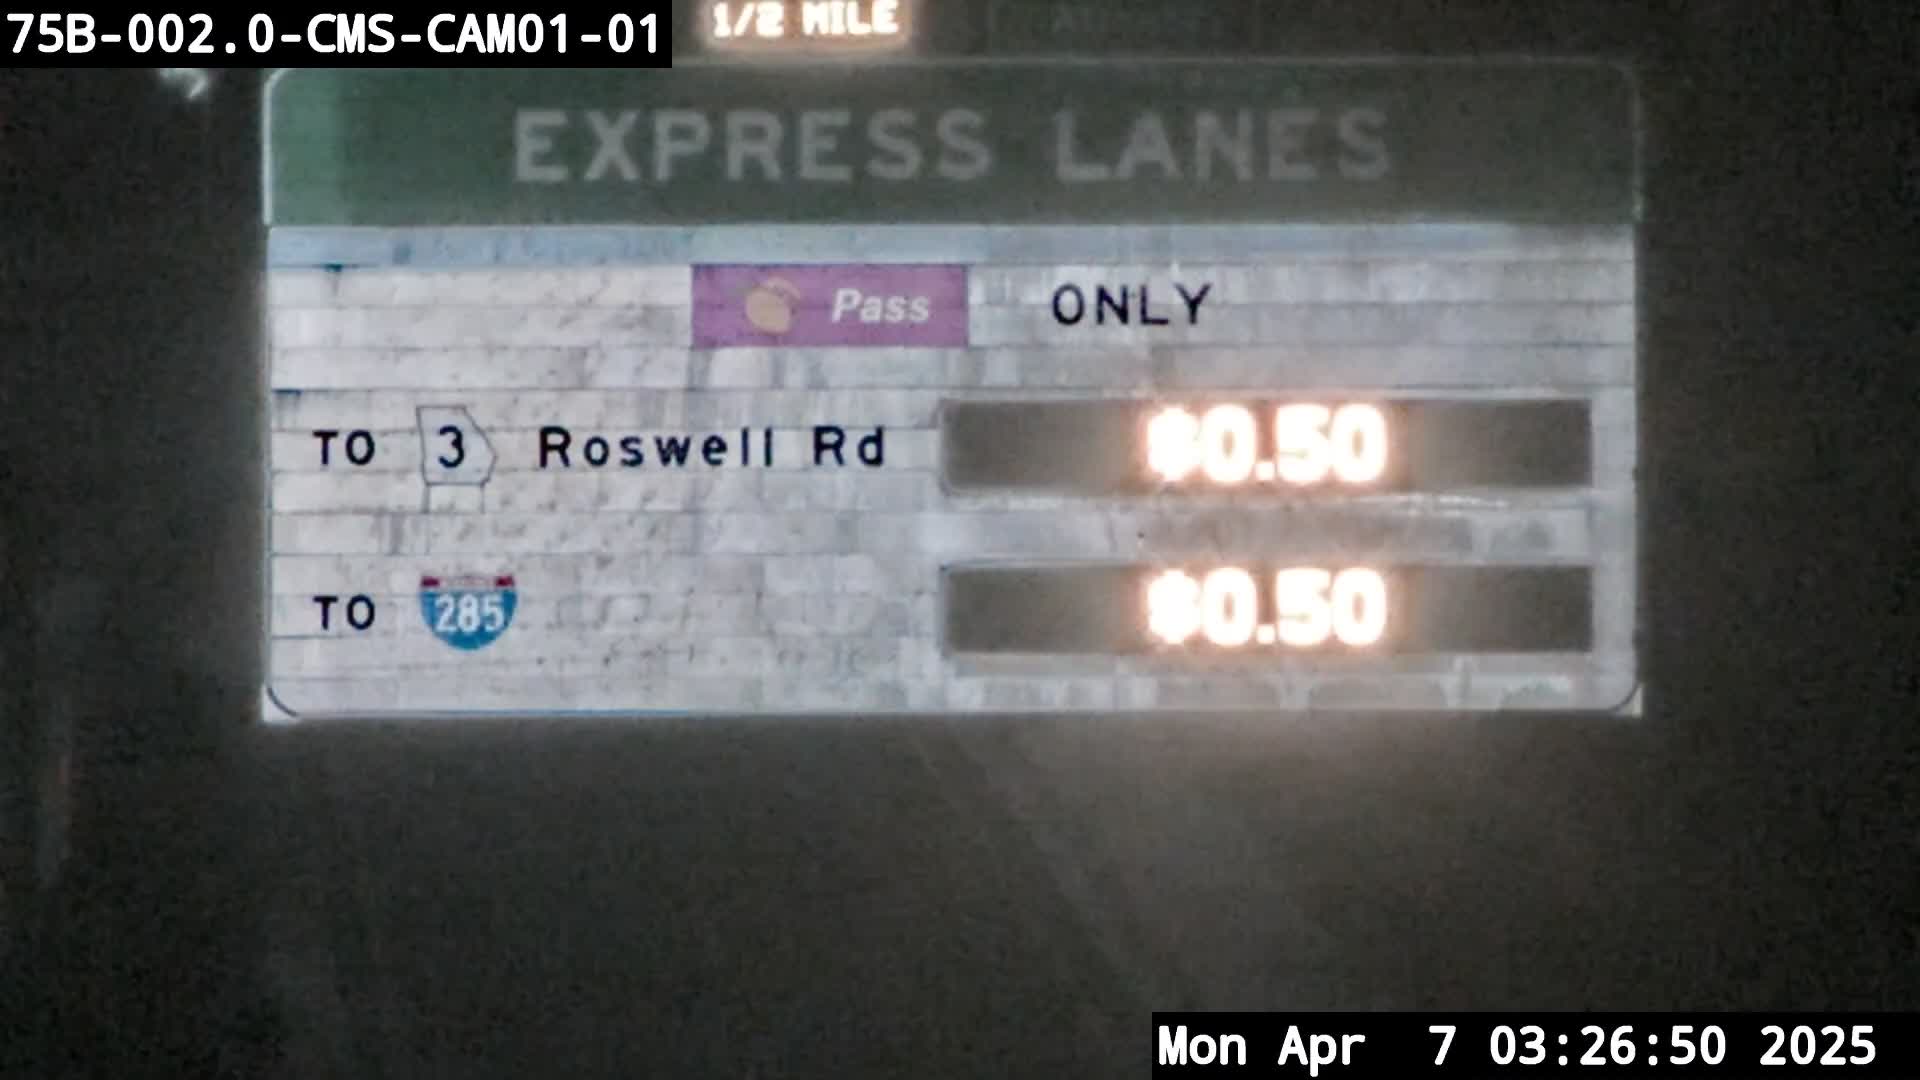 75B-002.0-CMS-CAM01-01
1/2 MILE
EXPRESS LANES
Pass ONLY
TO 3 Roswell Rd $0.50
TO 285 $0.50
Mon Apr 7 03:26:50 2025